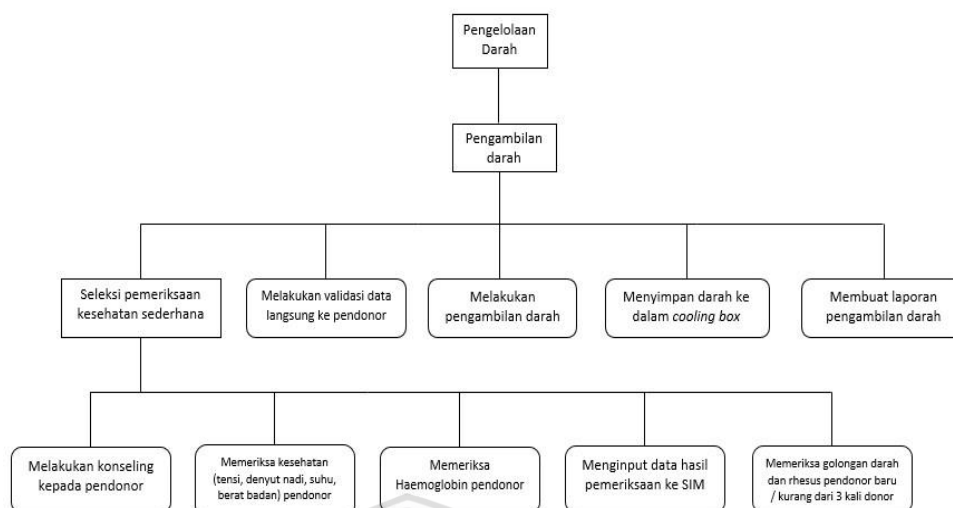 Pengelolaan
Darah
Pengambilan
darah
Seleksi pemeriksaan
kesehatan sederhana
Melakukan validasi data
langsung ke pendonor
Melakukan
pengambilan darah
Menyimpan darah ke
dalam cooling box
Membuat laporan
pengambilan darah
Melakukan konseling
kepada pendonor
Memeriksa kesehatan
(tensi, denyut nadi, suhu,
berat badan) pendonor
Memeriksa
Haemoglobin pendonor
Menginput data hasil
pemeriksaan ke SIM
Memeriksa golongan darah
dan rhesus pendonor baru
/ kurang dari 3 kali donor